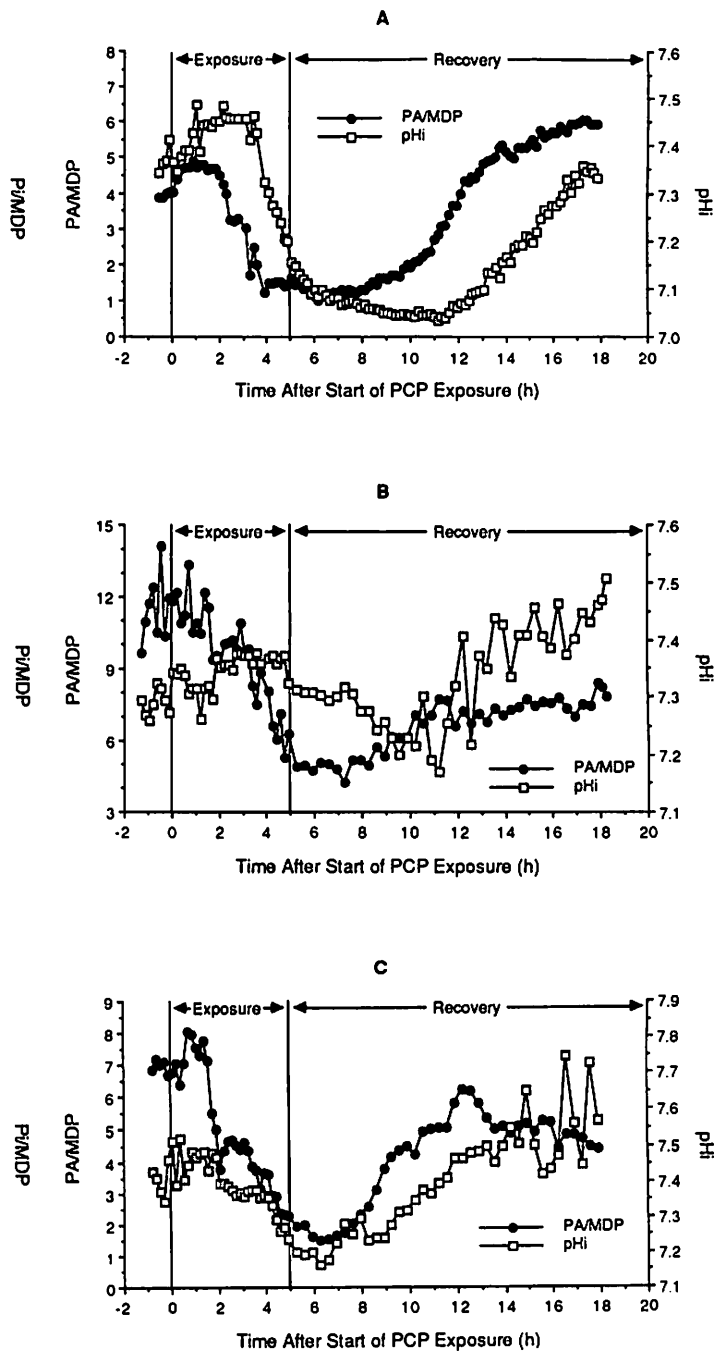 A
Exposure
Recovery
PA/MDP
pHi
8
7
6
5
4
3
2
1
0
7.6
7.5
7.4
7.3
7.2
7.1
7.0
Pi/MDP
PA/MDP
pHi
-2 0 2 4 6 8 10 12 14 16 18 20
Time After Start of PCP Exposure (h)
B
Exposure
Recovery
15
12
9
6
3
7.6
7.5
7.4
7.3
7.2
7.1
Pi/MDP
PA/MDP
pHi
PA/MDP
pHi
-2 0 2 4 6 8 10 12 14 16 18 20
Time After Start of PCP Exposure (h)
C
Exposure
Recovery
9
8
7
6
5
4
3
2
1
0
7.9
7.8
7.7
7.6
7.5
7.4
7.3
7.2
7.1
Pi/MDP
PA/MDP
pHi
PA/MDP
pHi
-2 0 2 4 6 8 10 12 14 16 18 20
Time After Start of PCP Exposure (h)